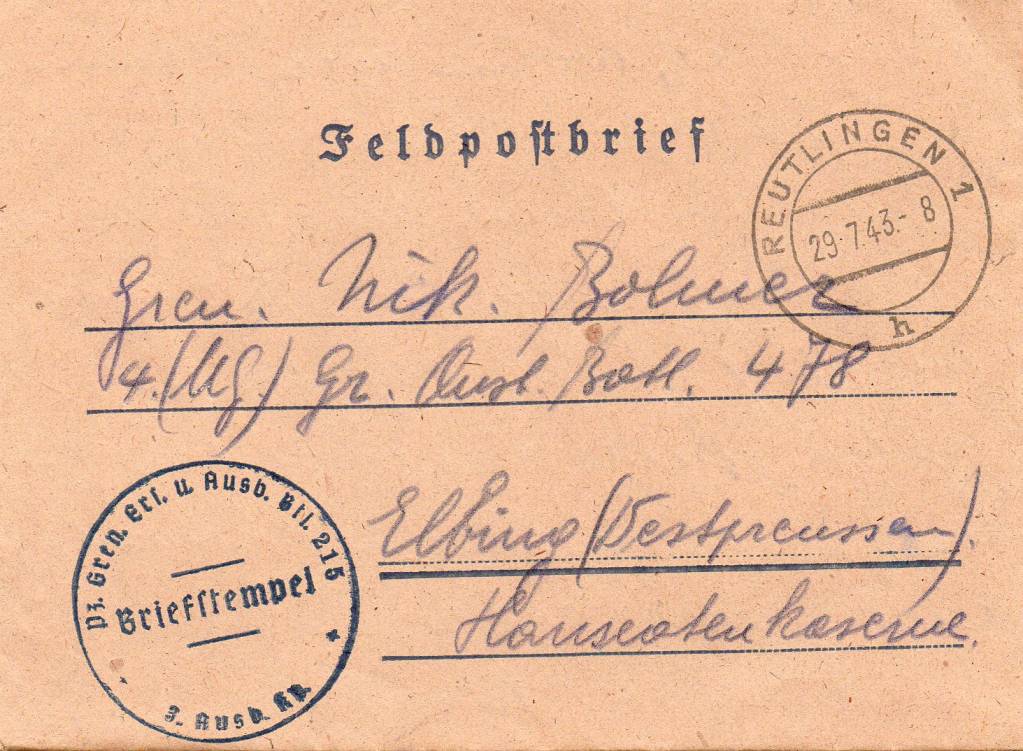 Feldpostbrief
REUTLINGEN 1
29.7.43.- 8
h
Gren. Nik. Bolmer
4. (MG.) Gr. Ausb. Batl. 478
Elbing (Westpreussen).
Hanseatenkaserne.
Pz. Gren. Ers. u. Ausb. Btl. 215
Briefstempel
3. Ausb. Kp.